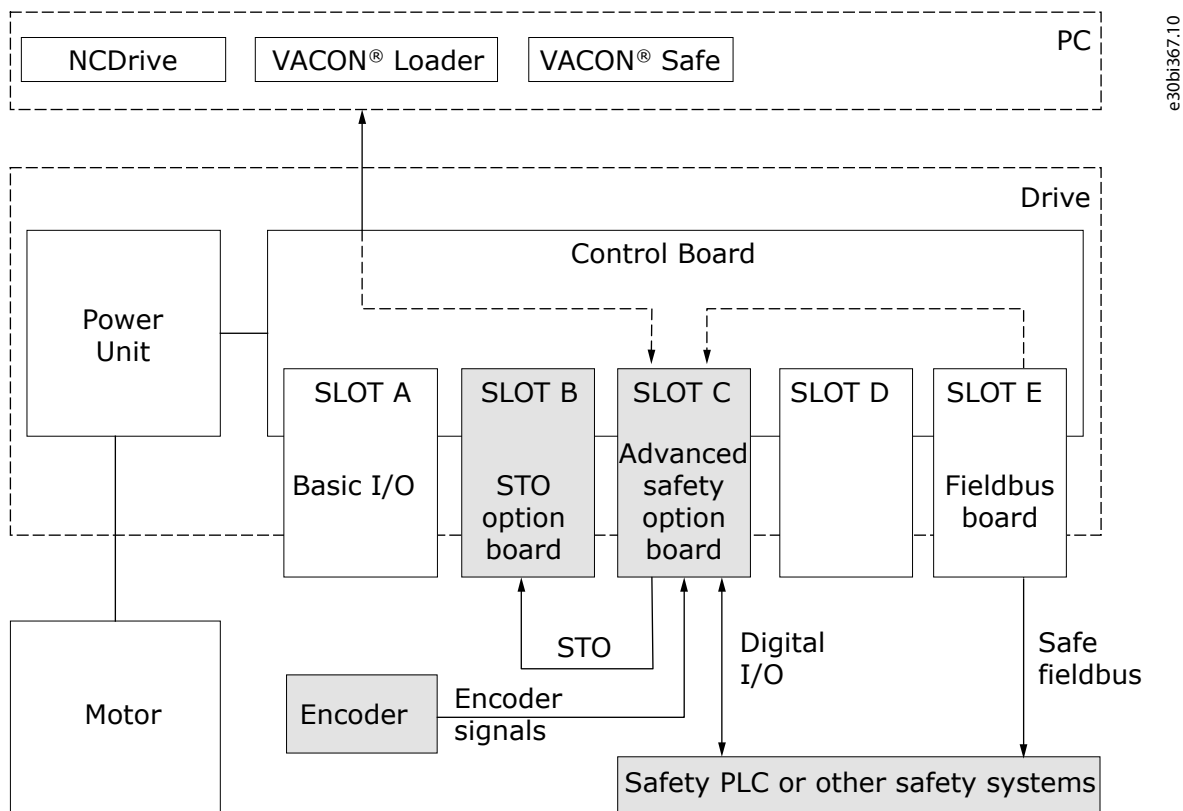 PC
NCDrive
VACON® Loader
VACON® Safe
e30bi367.10
Drive
Control Board
Power
Unit
SLOT A
SLOT B
SLOT C
SLOT D
SLOT E
Basic I/O
STO
option
board
Advanced
safety
option
board
Fieldbus
board
STO
Digital
I/O
Safe
fieldbus
Motor
Encoder
Encoder
signals
Safety PLC or other safety systems